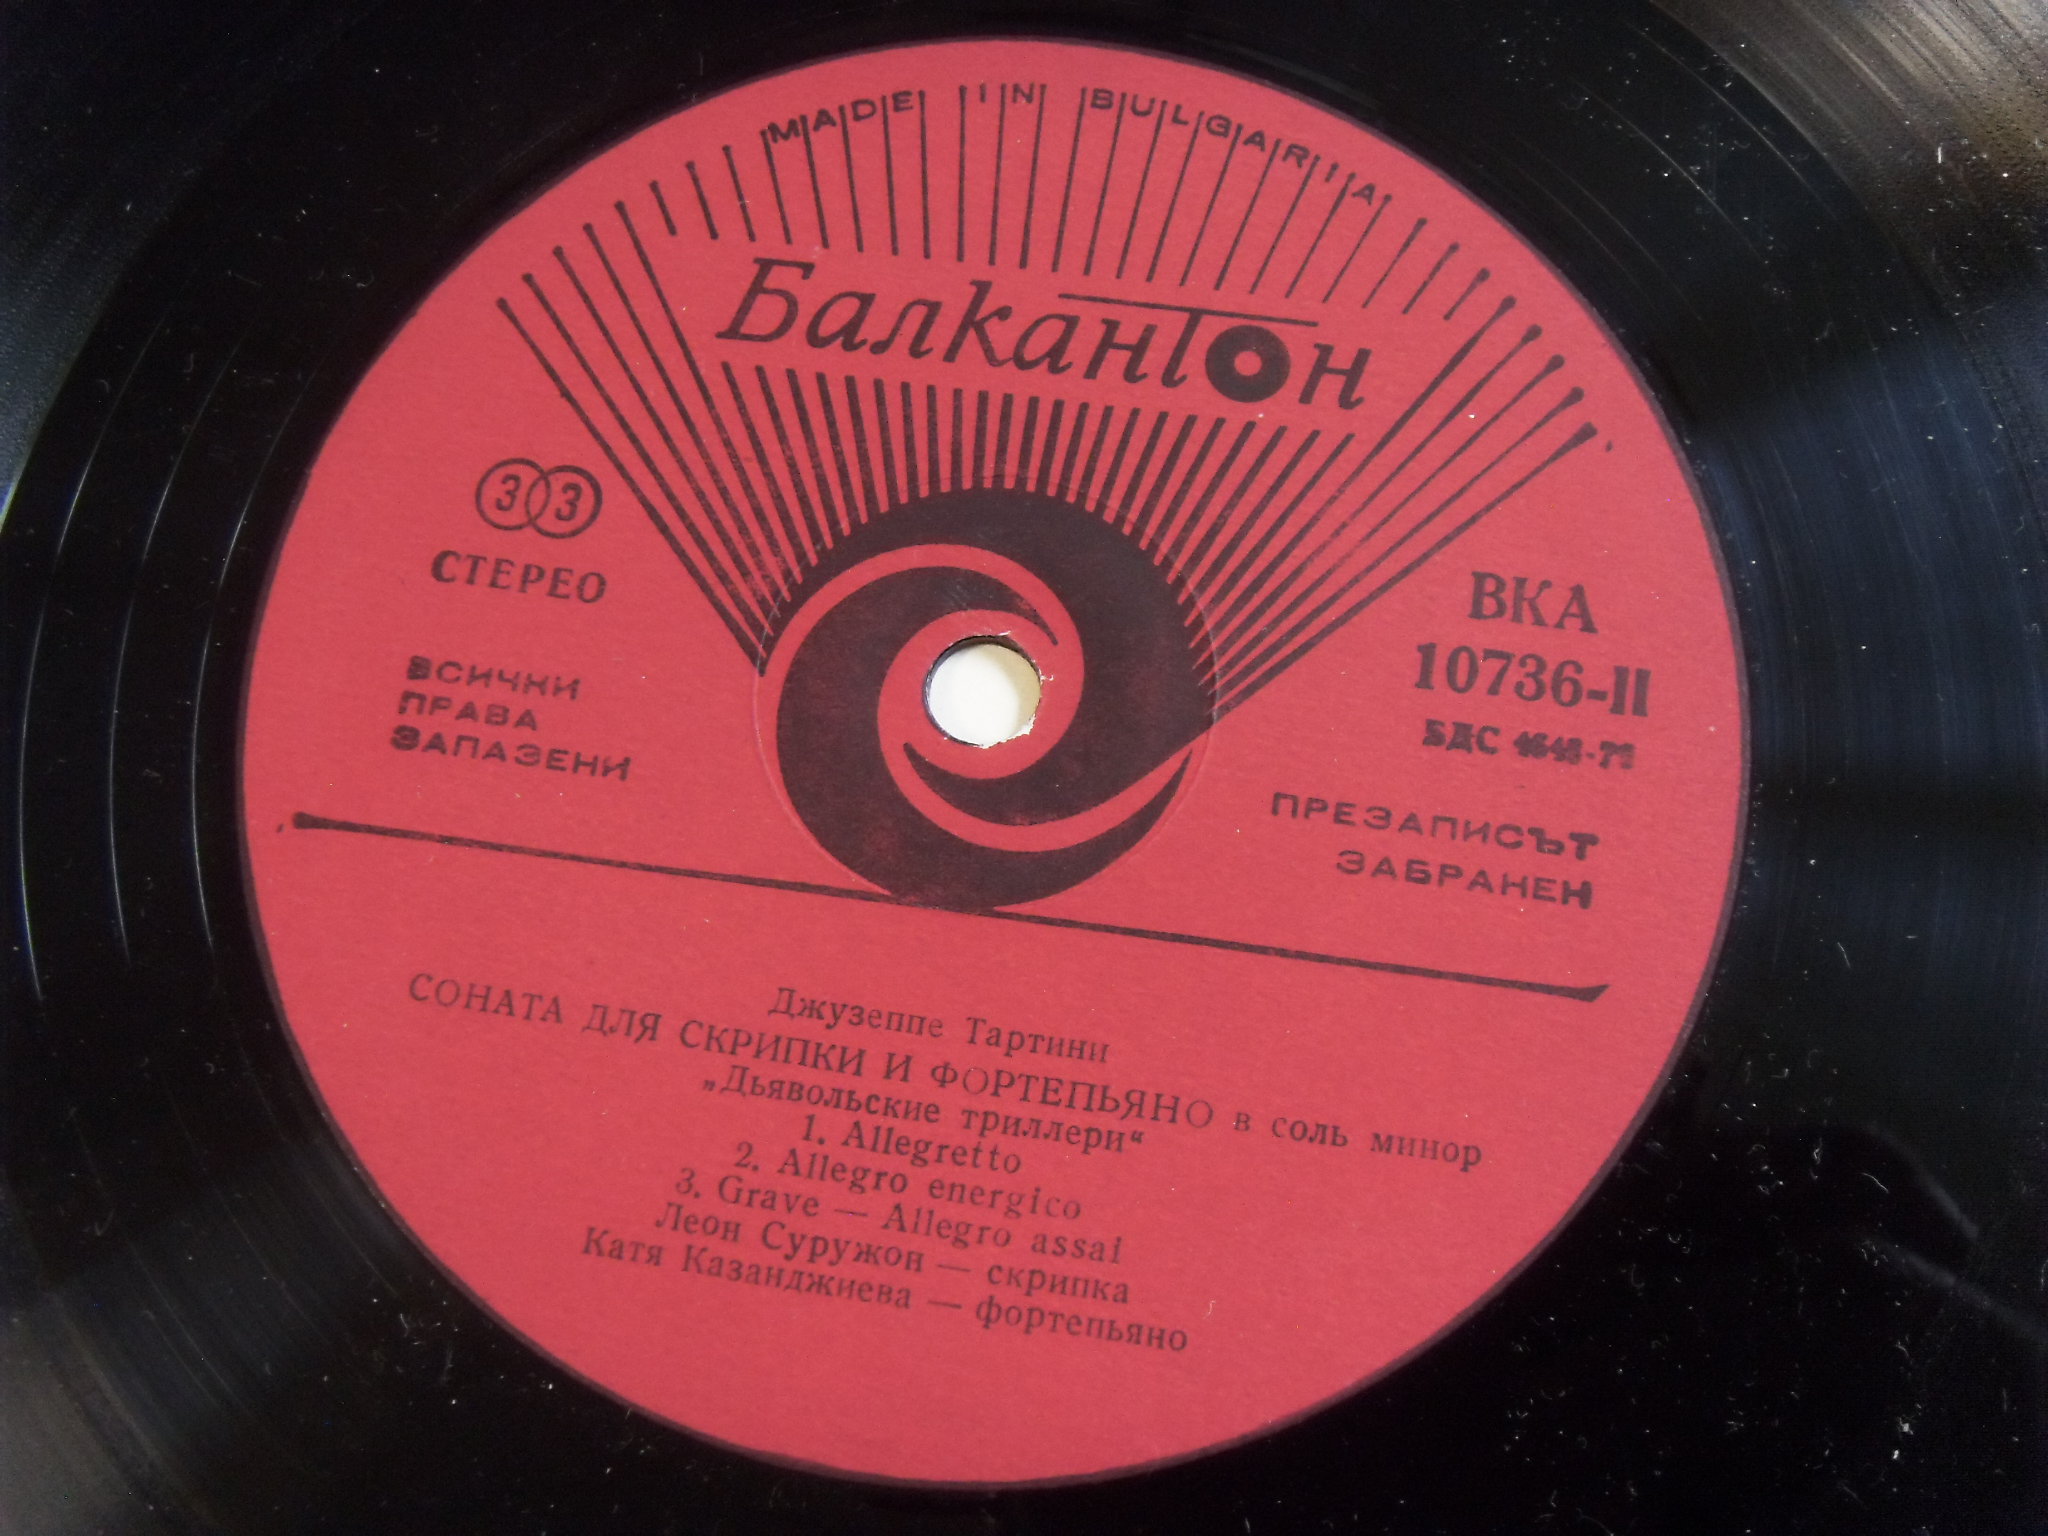 MADE IN BULGARIA
Балкантон
33
СТЕРЕО
ВСИЧКИ
ПРАВА
ЗАПАЗЕНИ
ВКА
10736-II
БДС
ПРЕЗАПИСЪТ
ЗАБРАНЕН
Джузеппе Тартини
СОНАТА ДЛЯ СКРИПКИ И ФОРТЕПЬЯНО в соль минор
„Дьявольские триллери“
1. Allegretto
2. Allegro energico
3. Grave — Allegro assai
Леон Суружон — скрипка
Катя Казанджиева — фортепьяно